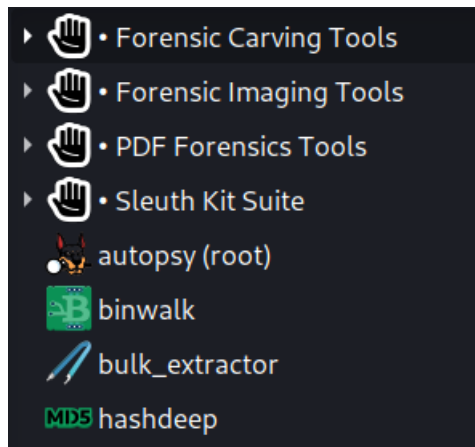 • Forensic Carving Tools
• Forensic Imaging Tools
• PDF Forensics Tools
• Sleuth Kit Suite
autopsy (root)
B binwalk
bulk_extractor
MD5 hashdeep